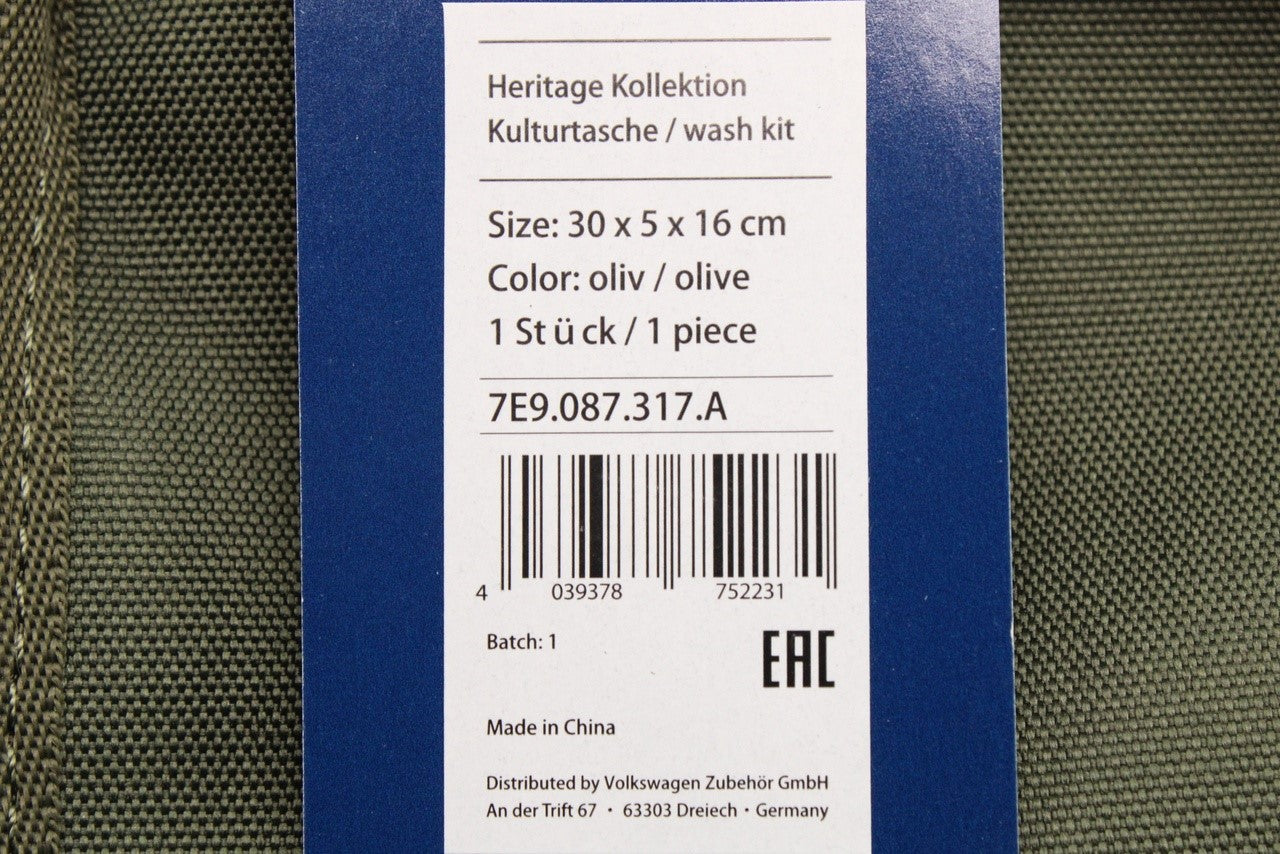 Heritage Kollektion
Kulturtasche / wash kit
Size: 30 x 5 x 16 cm
Color: oliv / olive
1 Stück / 1 piece
7E9.087.317.A
4 039378 752231
Batch: 1
EAC
Made in China
Distributed by Volkswagen Zubehör GmbH
An der Trift 67 · 63303 Dreiech · Germany